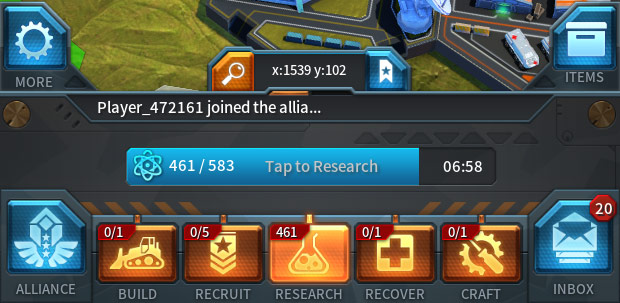 MORE
x:1539 y:102
ITEMS
Player_472161 joined the allia...
461 / 583 Tap to Research 06:58
20
0/1 0/5 461 0/1 0/1
ALLIANCE BUILD RECRUIT RESEARCH RECOVER CRAFT INBOX